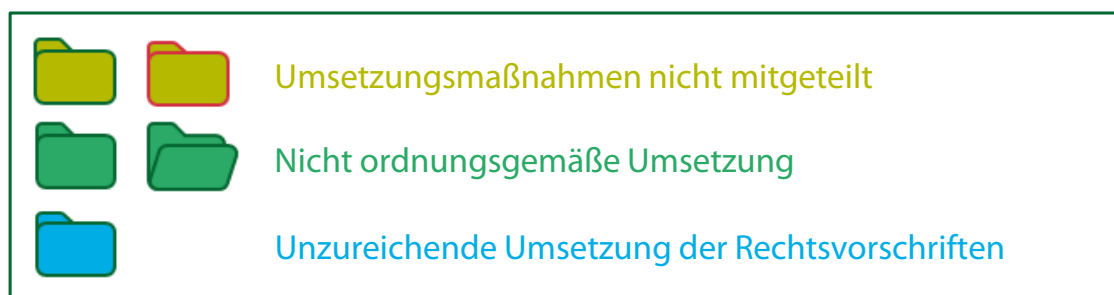 Umsetzungsmaßnahmen nicht mitgeteilt
Nicht ordnungsgemäße Umsetzung
Unzureichende Umsetzung der Rechtsvorschriften